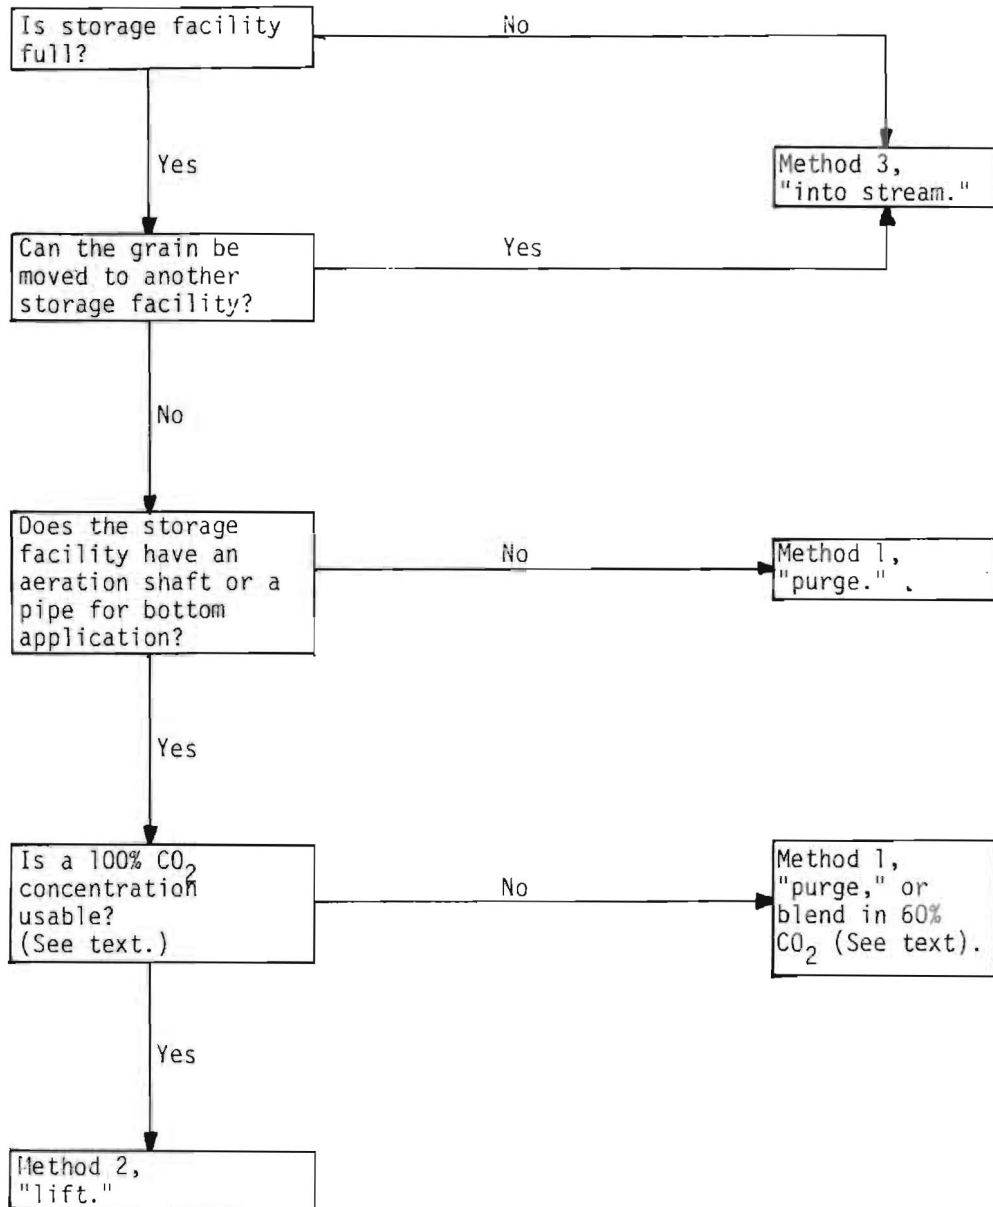 Is storage facility
full?
No
Yes
Method 3,
"into stream."
Can the grain be
moved to another
storage facility?
Yes
No
Does the storage
facility have an
aeration shaft or a
pipe for bottom
application?
No
Method 1,
"purge."
Yes
Is a 100% CO2
concentration
usable?
(See text.)
No
Method 1,
"purge," or
blend in 60%
CO2 (See text).
Yes
Method 2,
"lift."